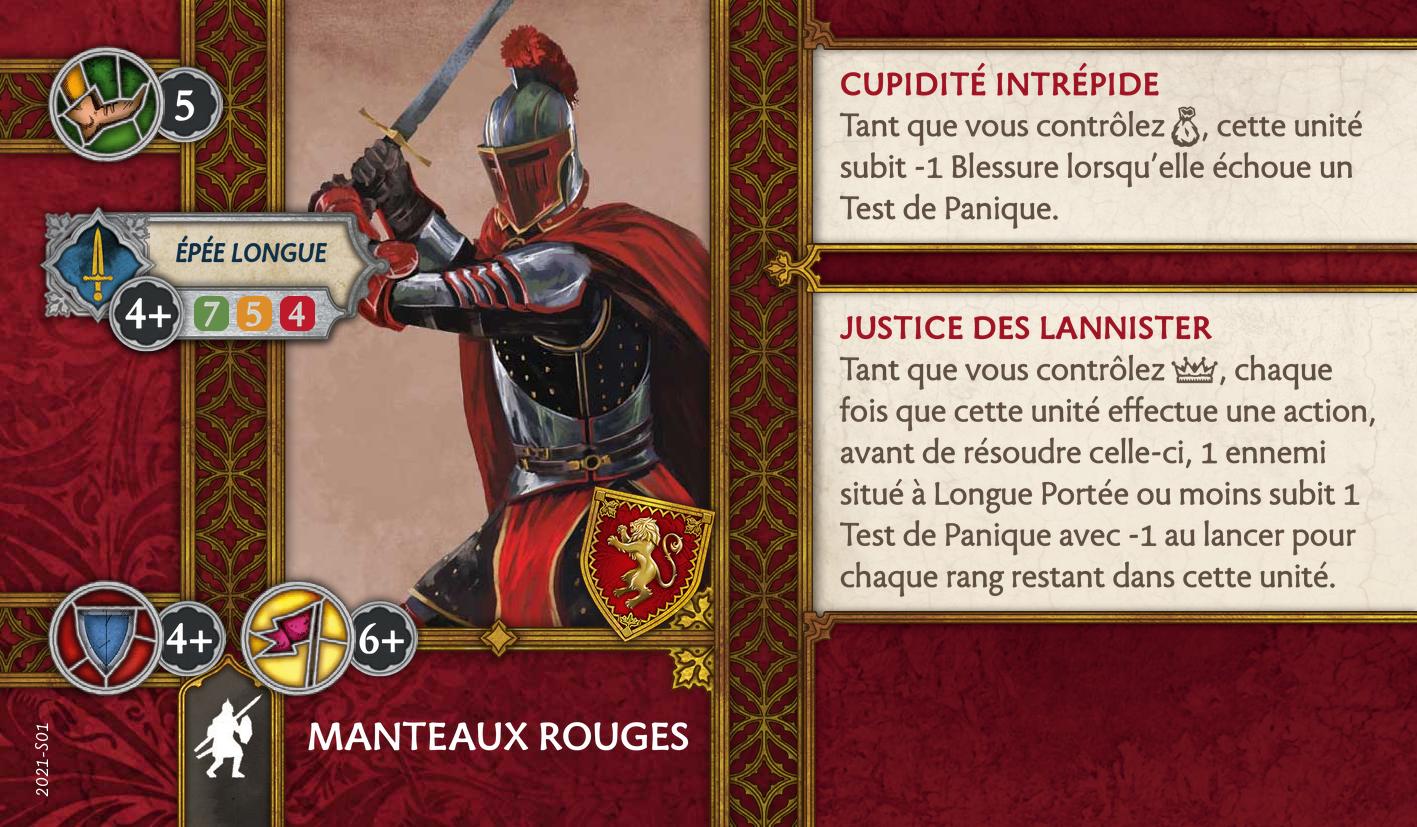 5
ÉPÉE LONGUE
4+ 7 5 4
4+ 6+
MANTEAUX ROUGES
2021-S01
CUPIDITÉ INTRÉPIDE
Tant que vous contrôlez , cette unité
subit -1 Blessure lorsqu'elle échoue un
Test de Panique.
JUSTICE DES LANNISTER
Tant que vous contrôlez , chaque
fois que cette unité effectue une action,
avant de résoudre celle-ci, 1 ennemi
situé à Longue Portée ou moins subit 1
Test de Panique avec -1 au lancer pour
chaque rang restant dans cette unité.